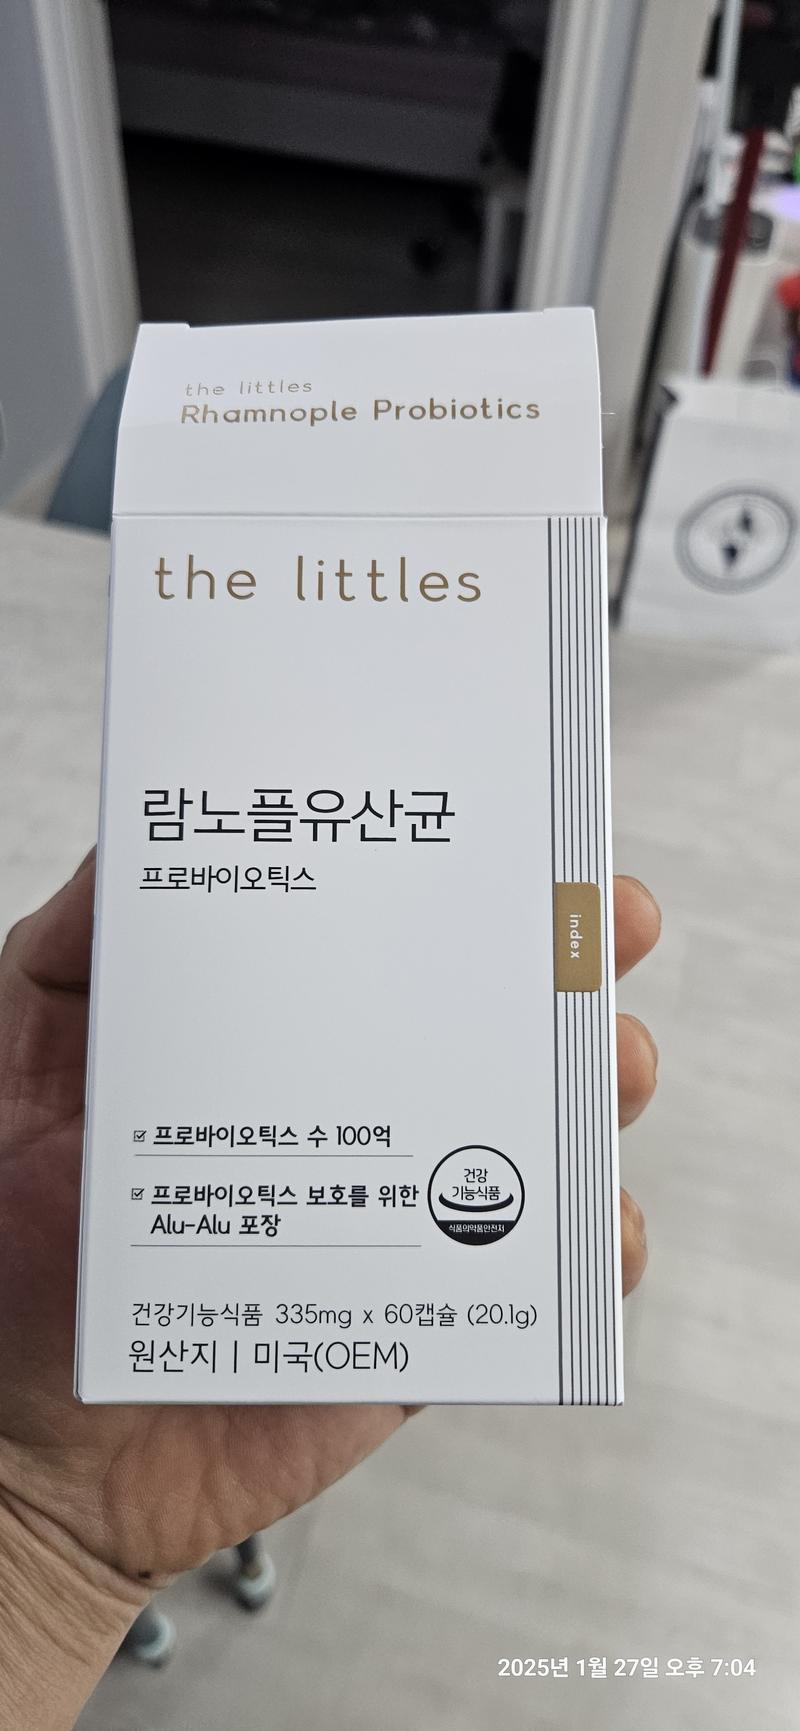 the littles
Rhamnople Probiotics
the littles
람노플유산균
프로바이오틱스
index
프로바이오틱스 수 100억
프로바이오틱스 보호를 위한
Alu-Alu 포장
건강
기능식품
식품의약품안전처
건강기능식품 335mg x 60캡슐 (20.1g)
원산지 | 미국(OEM)
2025년 1월 27일 오후 7:04